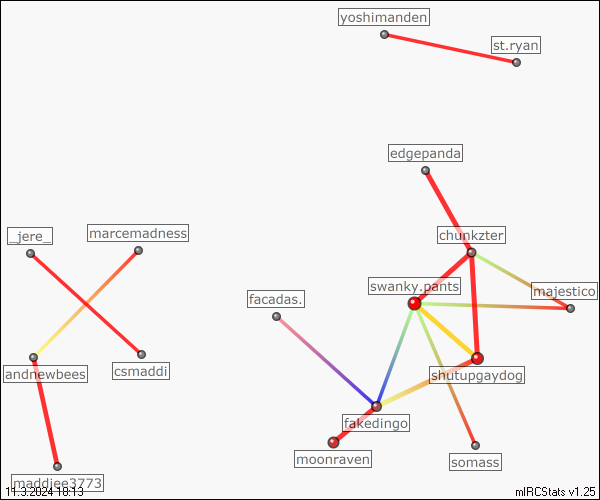 yoshimanden
st.ryan
edgepanda
_jere_
marcemadness
chunkzter
swanky.pants
majestico
facadas.
andnewbees
csmaddi
shutupgaydog
fakedingo
moonraven
somass
maddiee3773
11.3.2024 18:13
mIRCStats v1.25